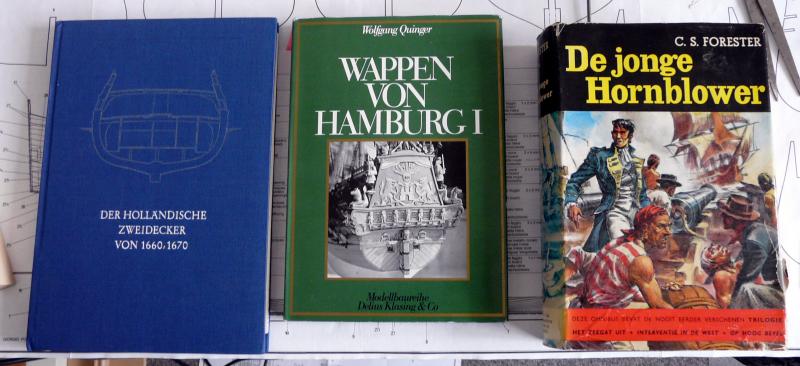 DER HOLLÄNDISCHE
ZWEIDECKER
VON 1660/1670
Wolfgang Quinger
WAPPEN
VON
HAMBURG I
Modellbaureihe
Delius Klasing & Co
C. S. FORESTER
De jonge
Hornblower
DEZE OMNIBUS BEVAT DE NOOIT EERDER VERSCHENEN TRILOGIE
HET ZEEGAT UIT • INTERVENTIE IN DE WEST • OP HOOG BEVEL